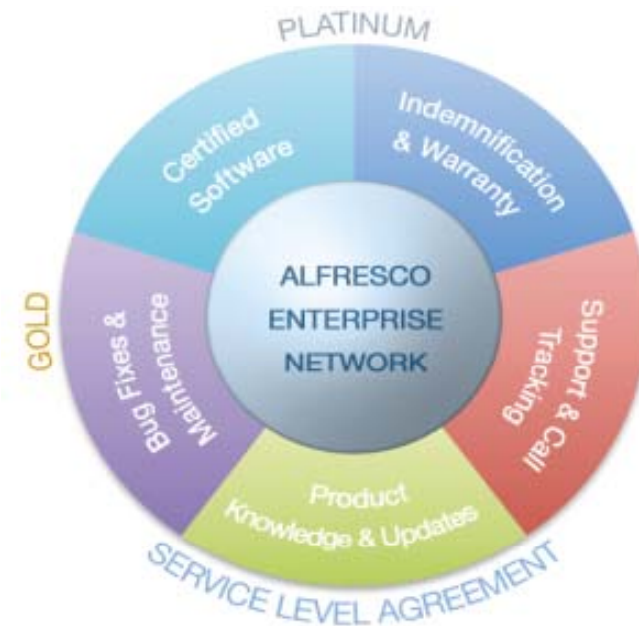 PLATINUM
Certified
Software
Indemnification
& Warranty
GOLD
ALFRESCO
ENTERPRISE
NETWORK
Bug Fixes &
Maintenance
Support & Call
Tracking
Product
Knowledge & Updates
SERVICE LEVEL AGREEMENT